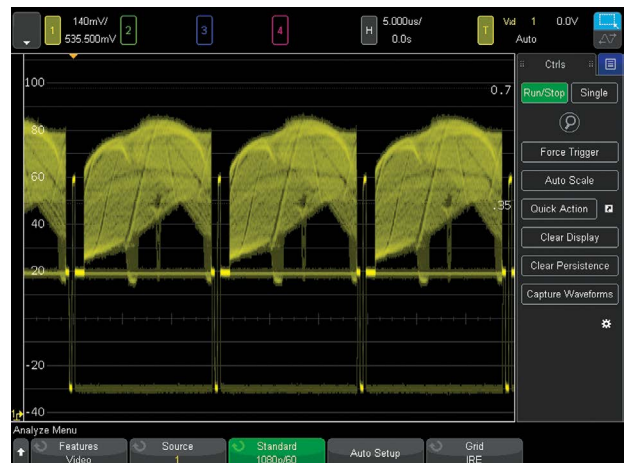 1 140mV/ 2 3 4 H 5.000us/ T Vid 1 0.0V
535.500mV 0.0s Auto
Ctrls
100
0.7
Run/Stop Single
80
Force Trigger
60
Auto Scale
.35
Quick Action
40
Clear Display
20
Clear Persistence
Capture Waveforms
-20
-40
1
Analyze Menu
Features Source Standard Auto Setup Grid
Video 1 1080p/60 IRE